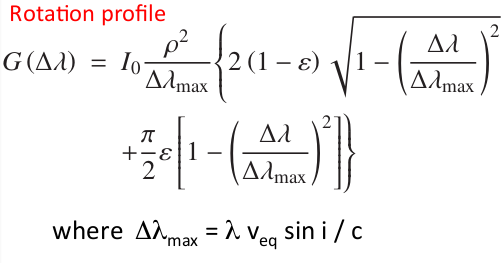 Rotation profile
G(Δλ) = I₀ ρ²/Δλmax {2(1 − ε) √(1 − (Δλ/Δλmax)²)
+ π/2 ε [1 − (Δλ/Δλmax)²]}
where Δλmax = λ veq sin i / c